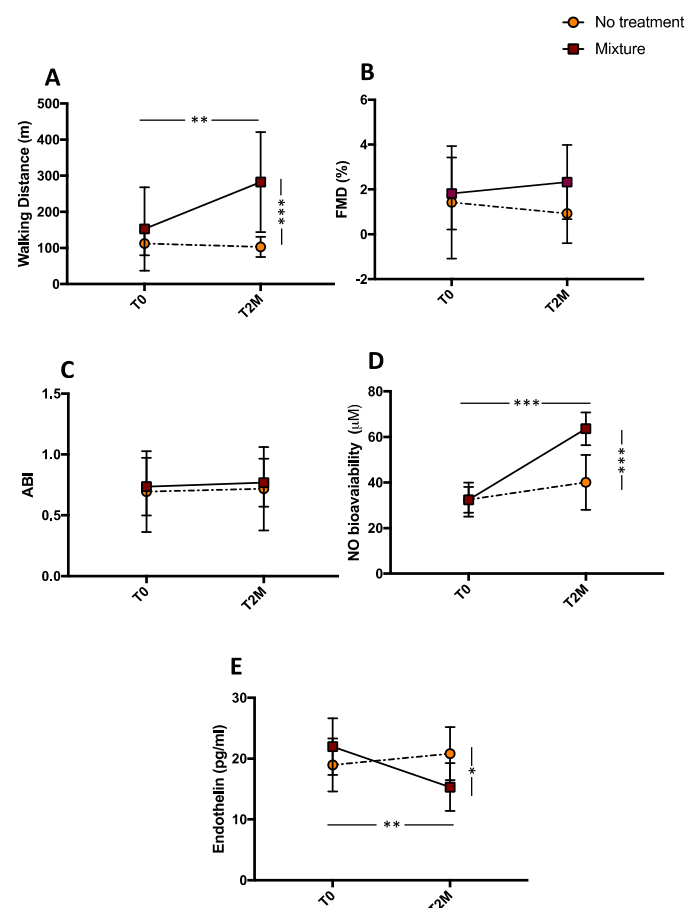 No treatment
Mixture
A
500
400
300
200
100
0
Walking Distance (m)
**
***
T0
T2M
B
6
4
2
0
-2
FMD (%)
T0
T2M
C
1.5
1.0
0.5
0.0
ABI
T0
T2M
D
80
60
40
20
0
NO bioavaiability (μM)
***
***
T0
T2M
E
30
20
10
0
Endothelin (pg/ml)
*
**
T0
T2M